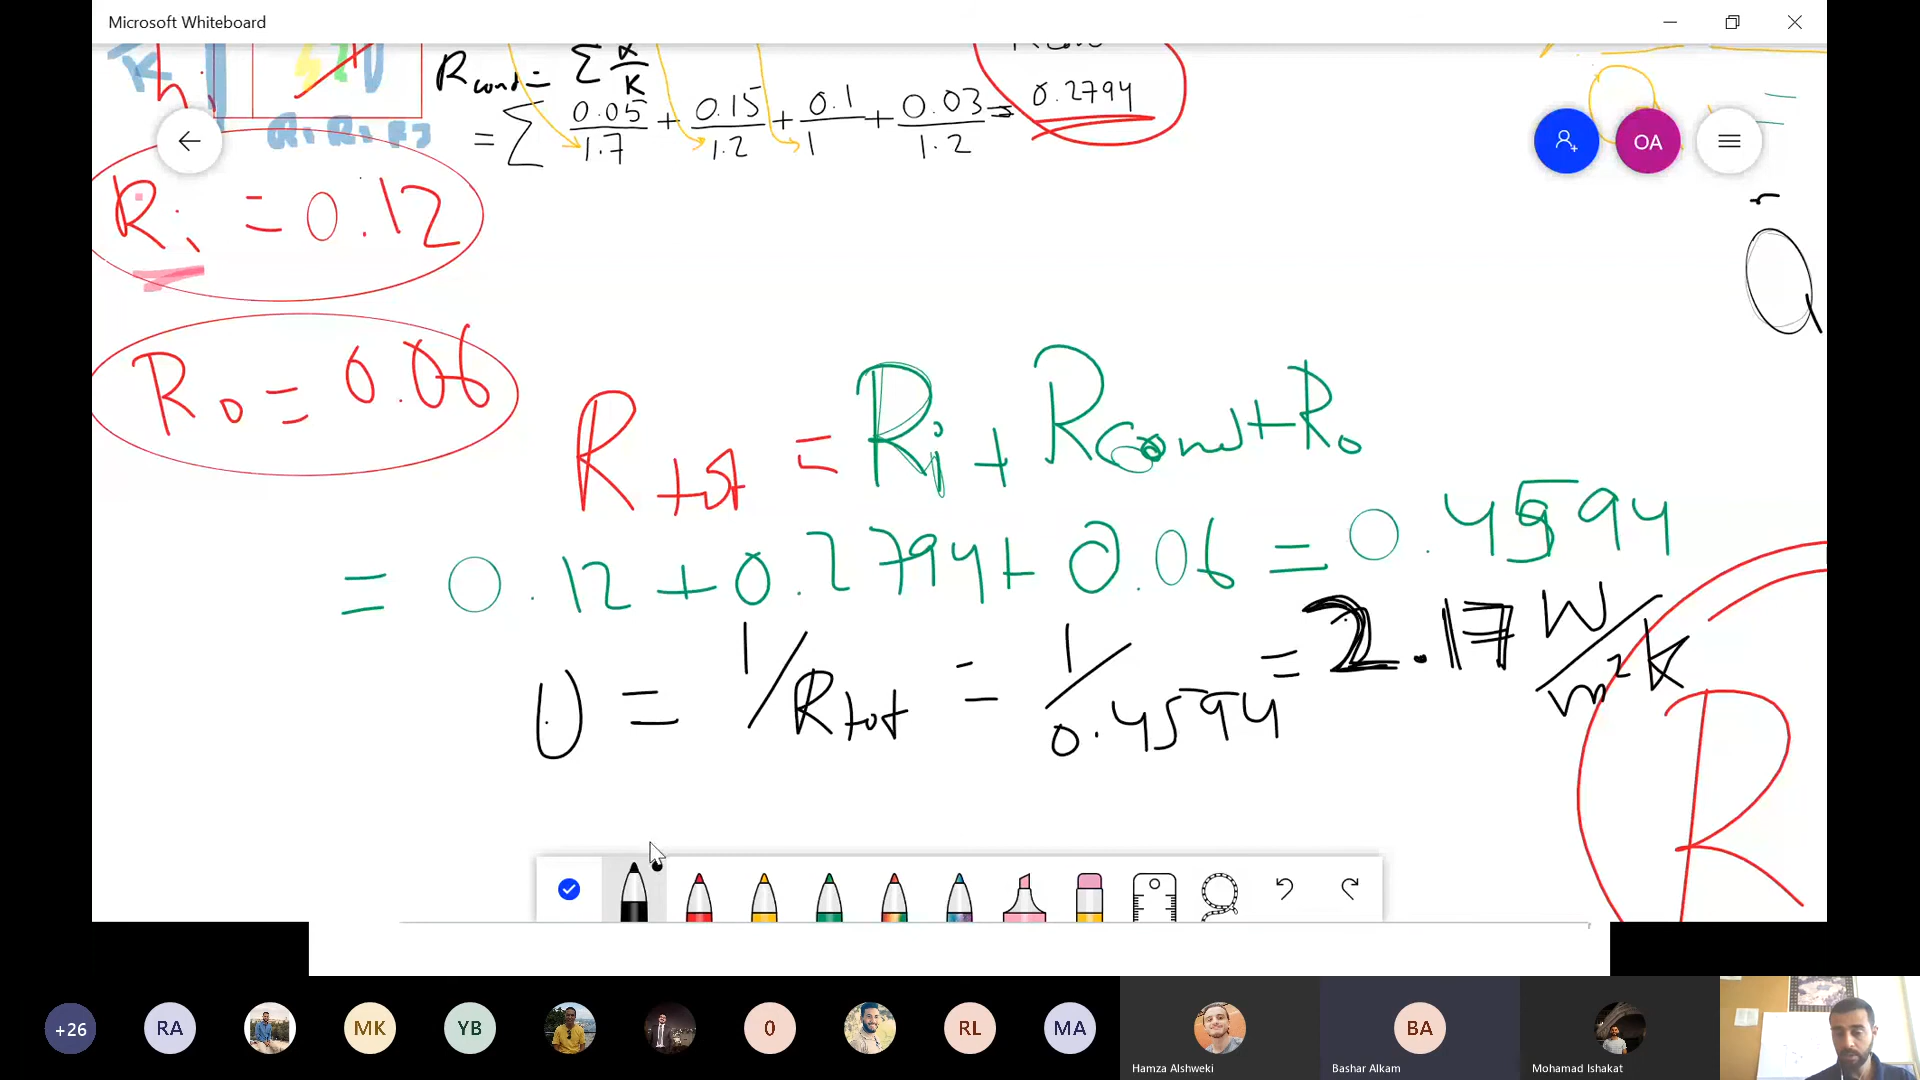 Microsoft Whiteboard
Rcond = Σ x/K
= Σ 0.05/1.7 + 0.15/1.2 + 0.1/1 + 0.03/1.2 = 0.2794
OA
Ri = 0.12
Ro = 0.06
Rtot = Ri + Rcond + Ro
= 0.12 + 0.2794 + 0.06 = 0.4594
U = 1/Rtot = 1/0.4594 = 2.17 W/m²K
Q
R
+26
RA
MK
YB
0
RL
MA
BA
Hamza Alshweki
Bashar Alkam
Mohamad Ishakat